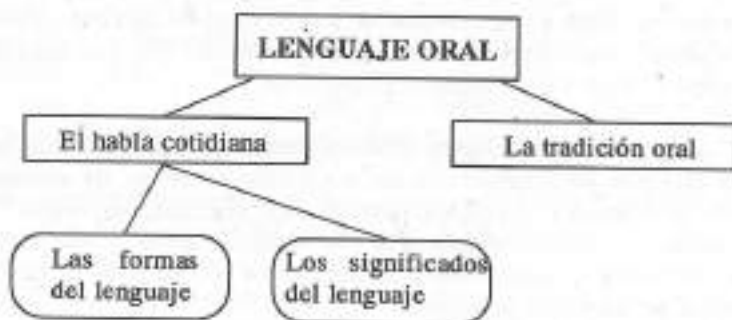 LENGUAJE ORAL
El habla cotidiana
La tradición oral
Las formas
del lenguaje
Los significados
del lenguaje